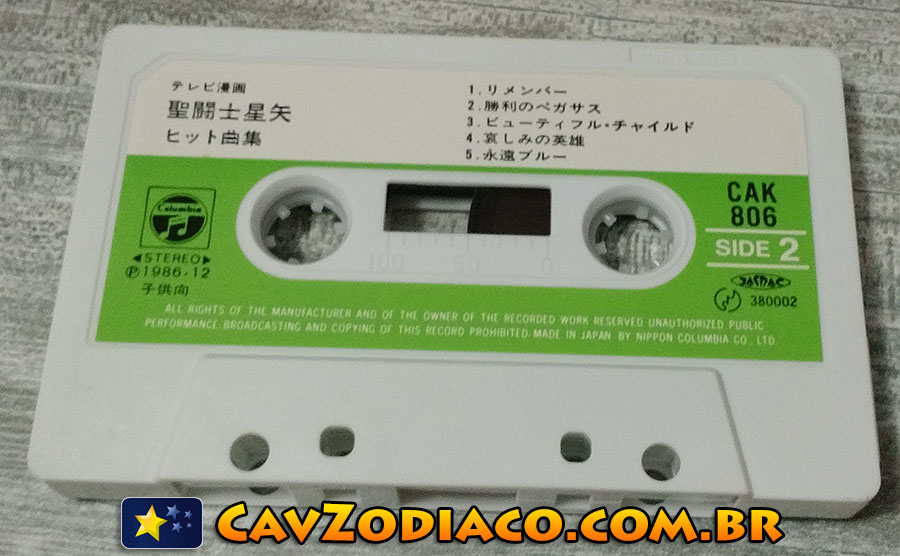 テレビ漫画
聖闘士星矢
ヒット曲集
1. リメンバー
2. 勝利のペガサス
3. ビューティフル・チャイルド
4. 哀しみの英雄
5. 永遠ブルー
Columbia
◀STEREO▶
Ⓟ1986・12
子供向
CAK
806
SIDE 2
JASRAC
380002
100 50 0
ALL RIGHTS OF THE MANUFACTURER AND OF THE OWNER OF THE RECORDED WORK RESERVED UNAUTHORIZED PUBLIC
PERFORMANCE. BROADCASTING AND COPYING OF THIS RECORD PROHIBITED. MADE IN JAPAN BY NIPPON COLUMBIA CO., LTD
CAVZODIACO.COM.BR